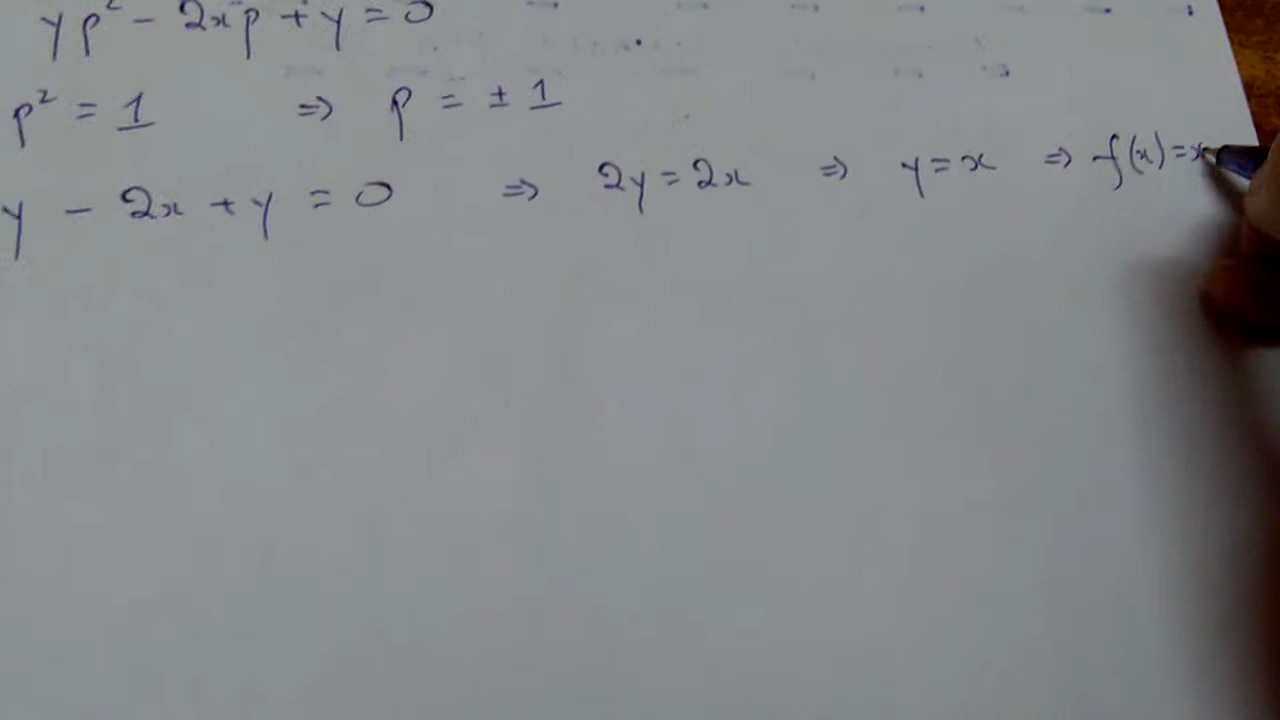 yp² - 2xp + y = 0
p² = 1 ⇒ p = ± 1
y - 2x + y = 0 ⇒ 2y = 2x ⇒ y = x ⇒ f(x) = x